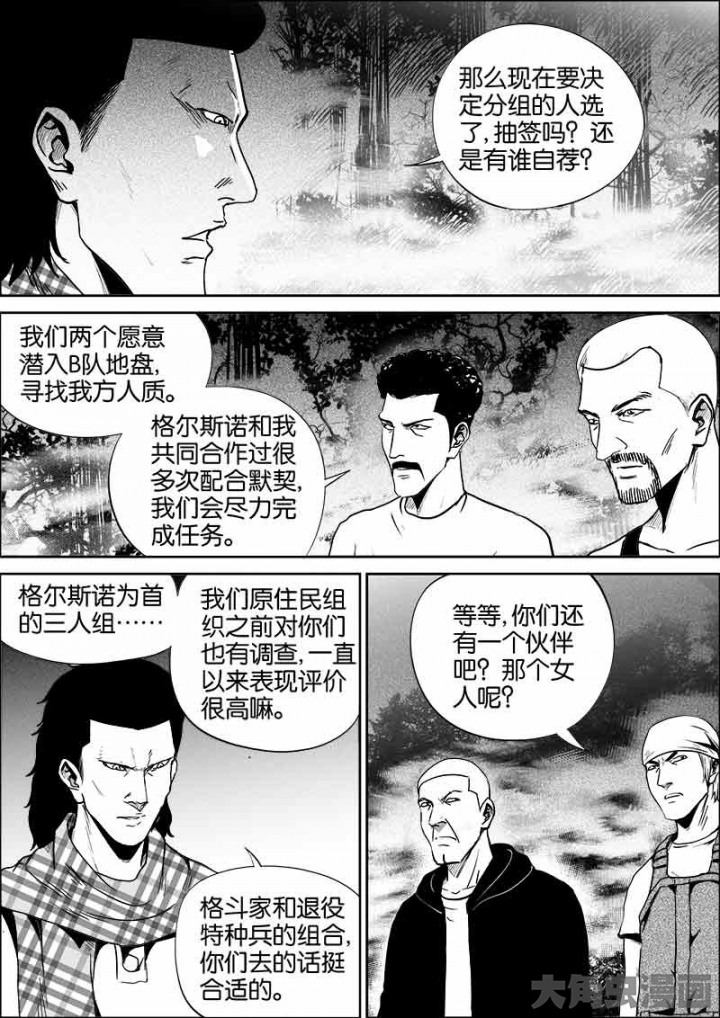 那么现在要决
定分组的人选
了,抽签吗？还
是有谁自荐？
我们两个愿意
潜入B队地盘,
寻找我方人质。
格尔斯诺和我
共同合作过很
多次配合默契,
我们会尽力完
成任务。
格尔斯诺为首
的三人组……
我们原住民组
织之前对你们
也有调查,一直
以来表现评价
很高嘛。
格斗家和退役
特种兵的组合,
你们去的话挺
合适的。
等等,你们还
有一个伙伴
吧？那个女
人呢？
大角虫漫画